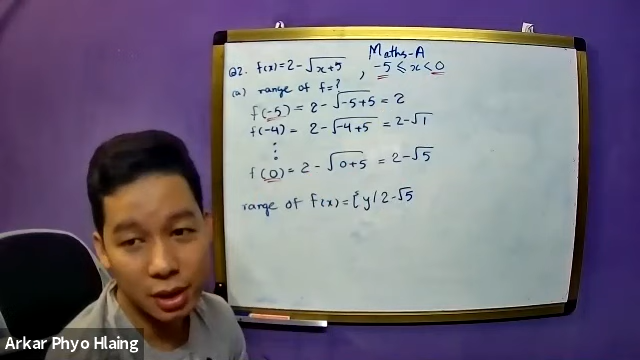 Maths-A
Q2. f(x) = 2 - √x+5 , -5 ≤ x < 0
(a) range of f = ?
f(-5) = 2 - √-5+5 = 2
f(-4) = 2 - √-4+5 = 2-√1
⋮
f(0) = 2 - √0+5 = 2-√5
range of f(x) = { y / 2-√5
Arkar Phyo Hlaing